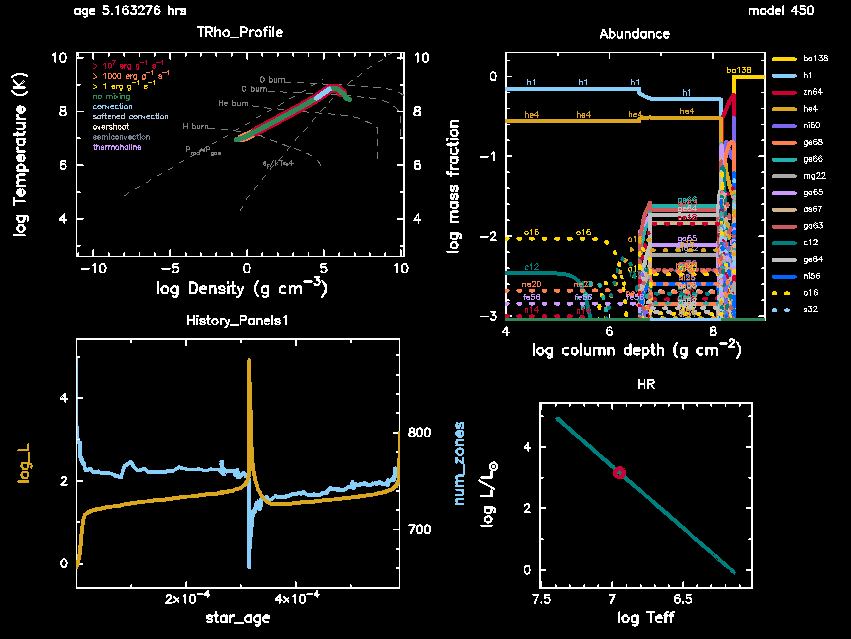 age 5.163276 hrs
model 450
TRho_Profile
log Temperature (K)
10
8
6
4
> 10⁷ erg g⁻¹ s⁻¹
> 1000 erg g⁻¹ s⁻¹
> 1 erg g⁻¹ s⁻¹
no mixing
convection
softened convection
overshoot
semiconvection
thermohaline
O burn
C burn
He burn
H burn
10
8
6
4
−10
−5
0
5
10
log Density (g cm⁻³)
Abundance
log mass fraction
0
−1
−2
−3
ba138
h1
h1
h1
h1
he4
he4
he4
he4
o16
o16
c12
ne20
fe56
fe56
n14
4
6
8
log column depth (g cm⁻²)
ba138
h1
zn64
he4
ni60
ge68
ge66
mg22
ge65
as67
ga63
c12
ge64
ni56
o16
s32
History_Panels1
log_L
4
2
0
800
700
num_zones
2×10⁻⁴
4×10⁻⁴
star_age
HR
log L/L☉
4
2
0
7.5
7
6.5
log Teff